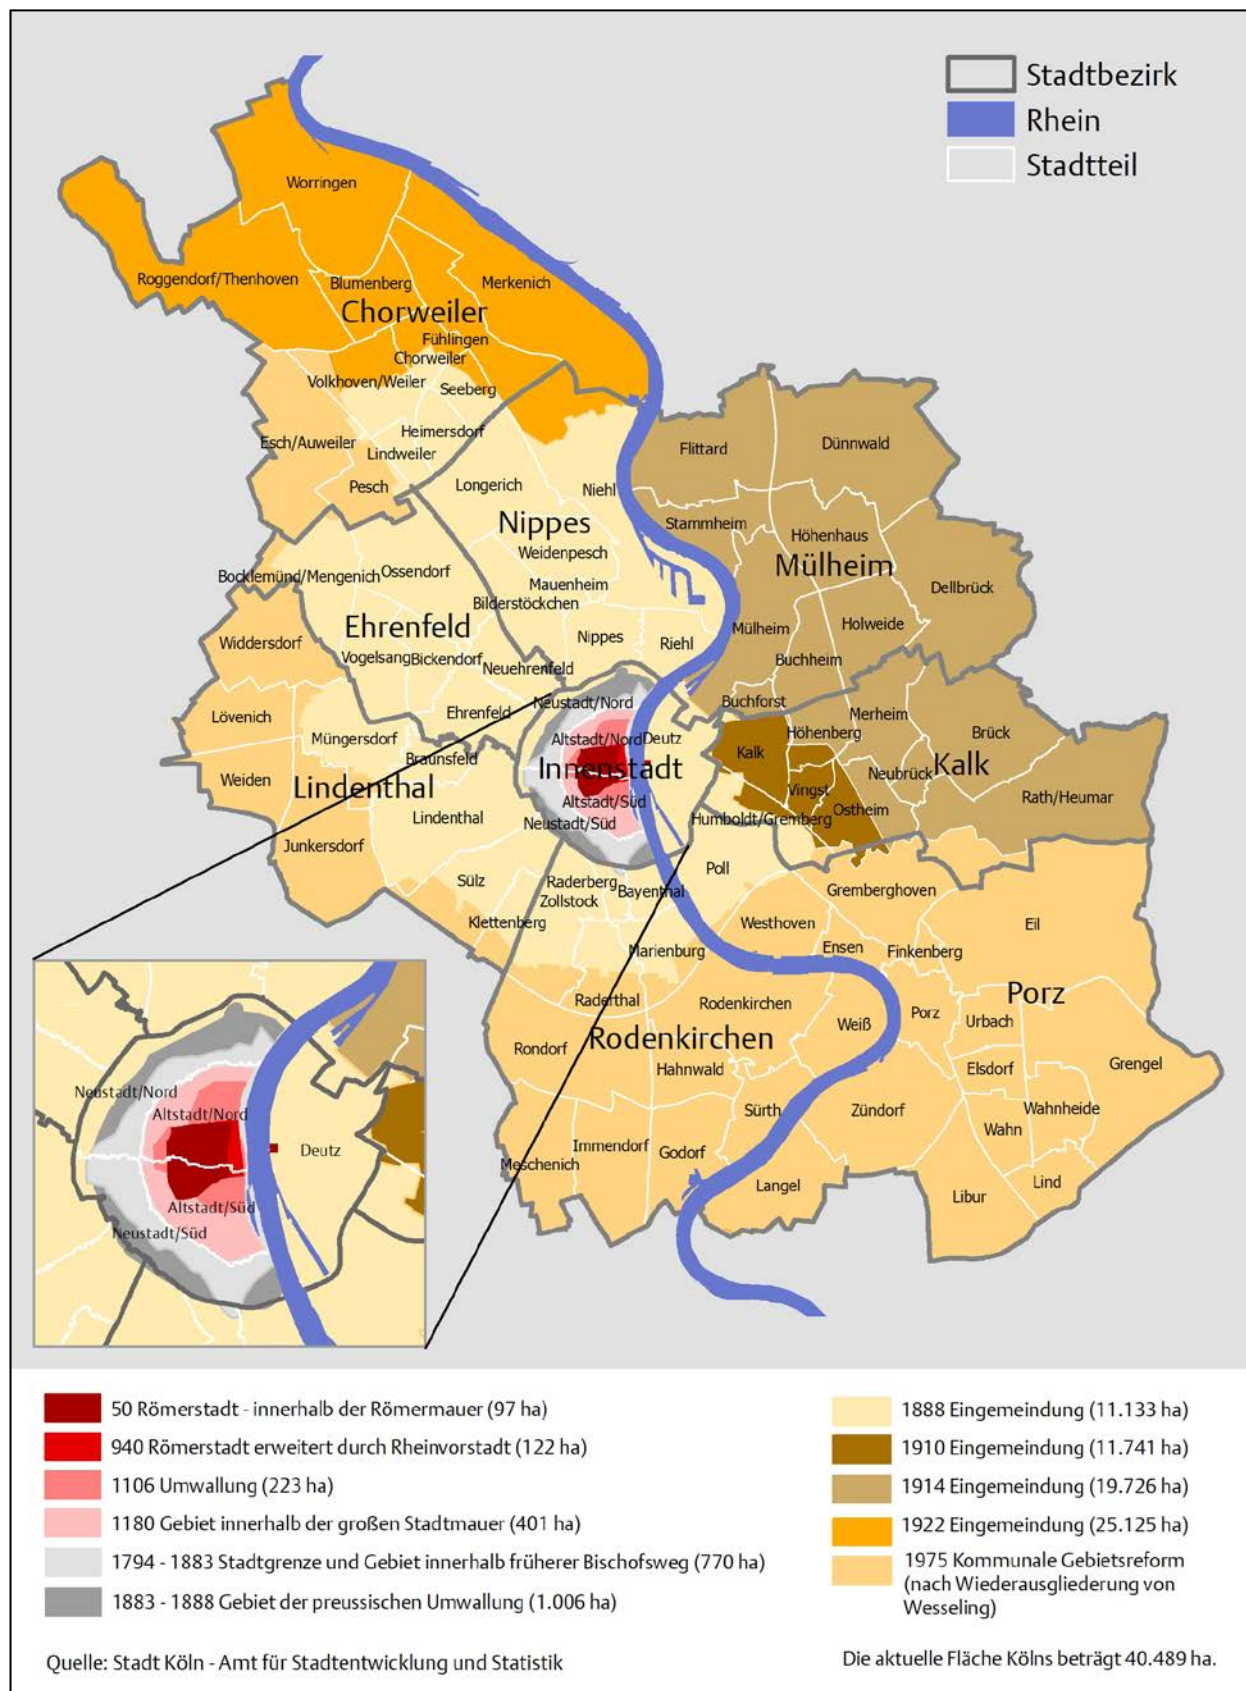 Stadtbezirk
Rhein
Stadtteil
Worringen
Roggendorf/Thenhoven
Blumenberg
Merkenich
Chorweiler
Fühlingen
Chorweiler
Volkhoven/Weiler
Seeberg
Heimersdorf
Esch/Auweiler
Lindweiler
Pesch
Longerich
Niehl
Flittard
Dünnwald
Nippes
Stammheim
Höhenhaus
Weidenpesch
Mülheim
Bocklemünd/Mengenich
Ossendorf
Mauenheim
Dellbrück
Bilderstöckchen
Ehrenfeld
Nippes
Riehl
Mülheim
Holweide
Widdersdorf
Vogelsang
Bickendorf
Neuehrenfeld
Buchheim
Neustadt/Nord
Buchforst
Lövenich
Ehrenfeld
Merheim
Müngersdorf
Altstadt/Nord
Deutz
Höhenberg
Brück
Braunsfeld
Kalk
Innenstadt
Neubrück
Kalk
Weiden
Lindenthal
Vingst
Rath/Heumar
Altstadt/Süd
Ostheim
Lindenthal
Neustadt/Süd
Humboldt/Gremberg
Junkersdorf
Sülz
Raderberg
Zollstock
Bayenthal
Poll
Gremberghoven
Klettenberg
Westhoven
Eil
Marienburg
Ensen
Finkenberg
Raderthal
Rodenkirchen
Porz
Porz
Weiß
Urbach
Rodenkirchen
Rondorf
Hahnwald
Elsdorf
Grengel
Sürth
Zündorf
Wahnheide
Wahn
Immendorf
Godorf
Meschenich
Langel
Libur
Lind
Neustadt/Nord
Altstadt/Nord
Deutz
Altstadt/Süd
Neustadt/Süd
50 Römerstadt - innerhalb der Römermauer (97 ha)
940 Römerstadt erweitert durch Rheinvorstadt (122 ha)
1106 Umwallung (223 ha)
1180 Gebiet innerhalb der großen Stadtmauer (401 ha)
1794 - 1883 Stadtgrenze und Gebiet innerhalb früherer Bischofsweg (770 ha)
1883 - 1888 Gebiet der preussischen Umwallung (1.006 ha)
1888 Eingemeindung (11.133 ha)
1910 Eingemeindung (11.741 ha)
1914 Eingemeindung (19.726 ha)
1922 Eingemeindung (25.125 ha)
1975 Kommunale Gebietsreform
(nach Wiederausgliederung von
Wesseling)
Quelle: Stadt Köln - Amt für Stadtentwicklung und Statistik
Die aktuelle Fläche Kölns beträgt 40.489 ha.